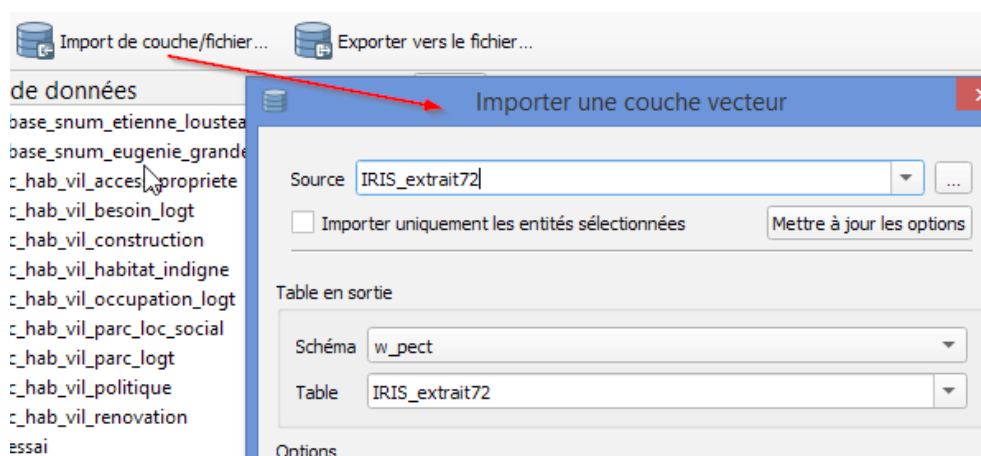 Import de couche/fichier... Exporter vers le fichier...
de données
Importer une couche vecteur
base_snum_etienne_loustea
base_snum_eugenie_grande
c_hab_vil_acces_propriete
c_hab_vil_besoin_logt
c_hab_vil_construction
c_hab_vil_habitat_indigne
c_hab_vil_occupation_logt
c_hab_vil_parc_loc_social
c_hab_vil_parc_logt
c_hab_vil_politique
c_hab_vil_renovation
essai
Source IRIS_extrait72 ...
Importer uniquement les entités sélectionnées Mettre à jour les options
Table en sortie
Schéma w_pect
Table IRIS_extrait72
Options